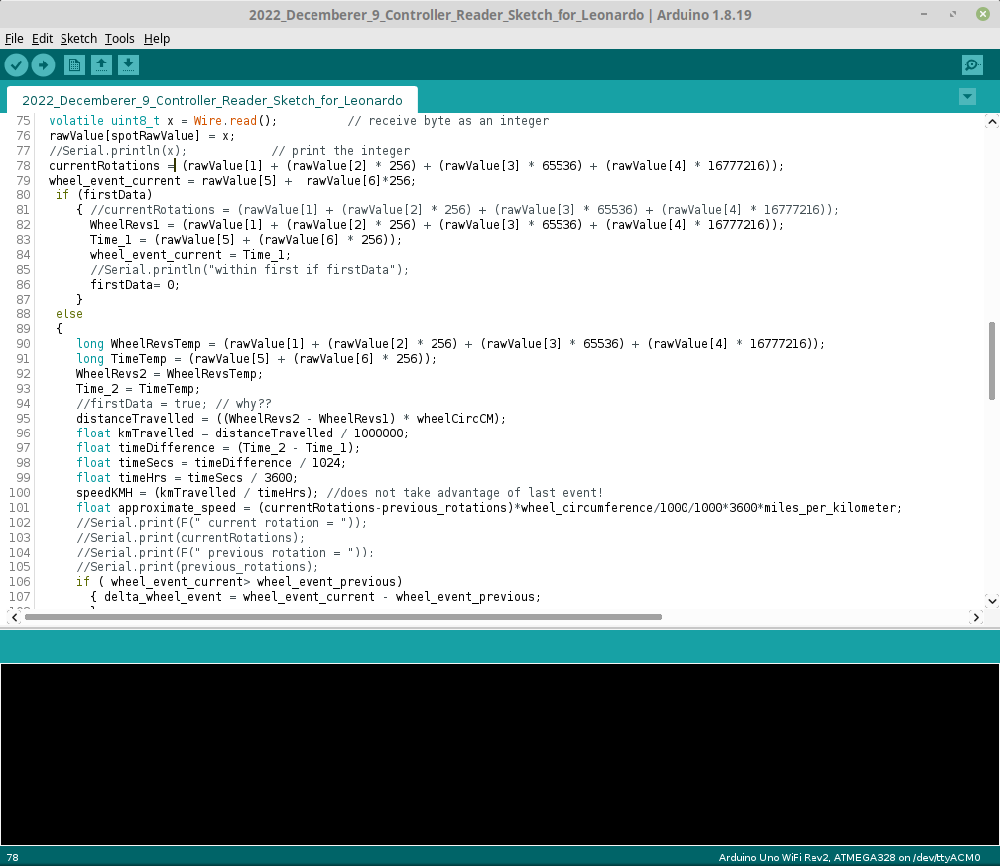 2022_Decemberer_9_Controller_Reader_Sketch_for_Leonardo | Arduino 1.8.19
File Edit Sketch Tools Help
2022_Decemberer_9_Controller_Reader_Sketch_for_Leonardo
75 volatile uint8_t x = Wire.read(); // receive byte as an integer
76 rawValue[spotRawValue] = x;
77 //Serial.println(x); // print the integer
78 currentRotations = (rawValue[1] + (rawValue[2] * 256) + (rawValue[3] * 65536) + (rawValue[4] * 16777216));
79 wheel_event_current = rawValue[5] + rawValue[6]*256;
80 if (firstData)
81 { //currentRotations = (rawValue[1] + (rawValue[2] * 256) + (rawValue[3] * 65536) + (rawValue[4] * 16777216));
82 WheelRevs1 = (rawValue[1] + (rawValue[2] * 256) + (rawValue[3] * 65536) + (rawValue[4] * 16777216));
83 Time_1 = (rawValue[5] + (rawValue[6] * 256));
84 wheel_event_current = Time_1;
85 //Serial.println("within first if firstData");
86 firstData= 0;
87 }
88 else
89 {
90 long WheelRevsTemp = (rawValue[1] + (rawValue[2] * 256) + (rawValue[3] * 65536) + (rawValue[4] * 16777216));
91 long TimeTemp = (rawValue[5] + (rawValue[6] * 256));
92 WheelRevs2 = WheelRevsTemp;
93 Time_2 = TimeTemp;
94 //firstData = true; // why??
95 distanceTravelled = ((WheelRevs2 - WheelRevs1) * wheelCircCM);
96 float kmTravelled = distanceTravelled / 1000000;
97 float timeDifference = (Time_2 - Time_1);
98 float timeSecs = timeDifference / 1024;
99 float timeHrs = timeSecs / 3600;
100 speedKMH = (kmTravelled / timeHrs); //does not take advantage of last event!
101 float approximate_speed = (currentRotations-previous_rotations)*wheel_circumference/1000/1000*3600*miles_per_kilometer;
102 //Serial.print(F(" current rotation = "));
103 //Serial.print(currentRotations);
104 //Serial.print(F(" previous rotation = "));
105 //Serial.print(previous_rotations);
106 if ( wheel_event_current> wheel_event_previous)
107 { delta_wheel_event = wheel_event_current - wheel_event_previous;
78 Arduino Uno WiFi Rev2, ATMEGA328 on /dev/ttyACM0